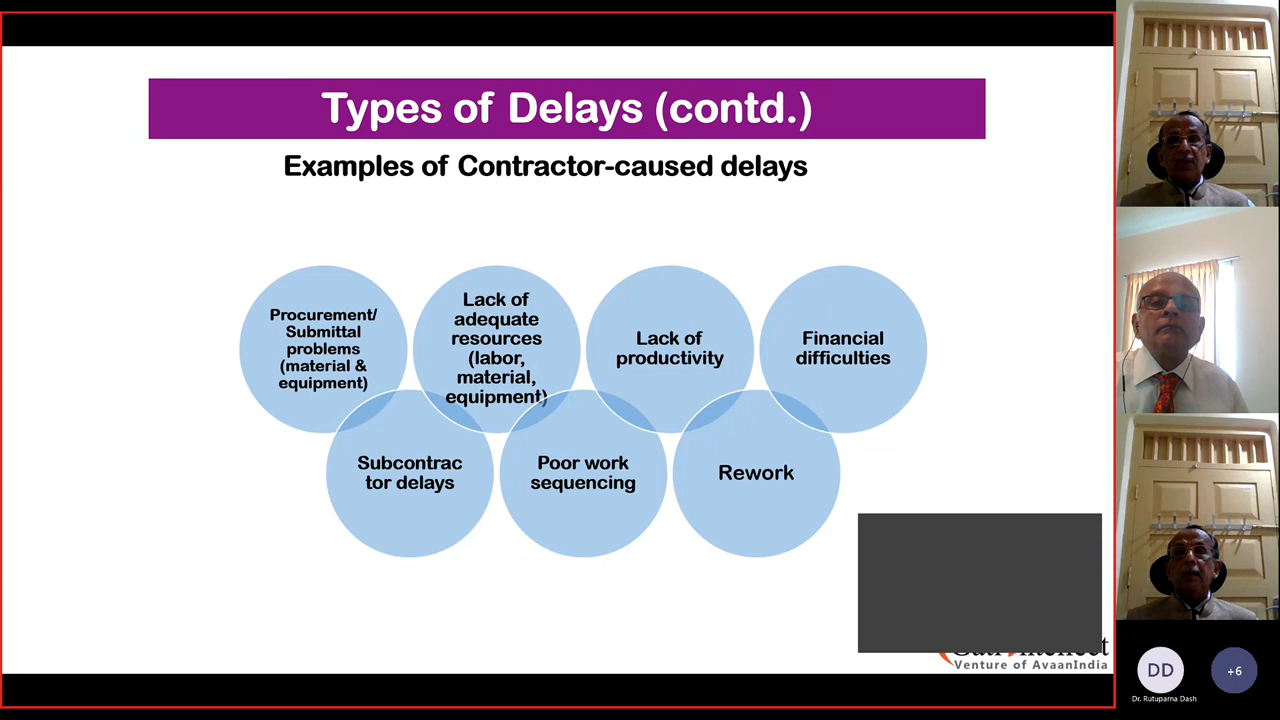 Types of Delays (contd.)
Examples of Contractor-caused delays
Procurement/
Submittal
problems
(material &
equipment)
Lack of
adequate
resources
(labor,
material,
equipment)
Lack of
productivity
Financial
difficulties
Subcontrac
tor delays
Poor work
sequencing
Rework
Venture of AvaanIndia
DD
+6
Dr. Rutuparna Dash